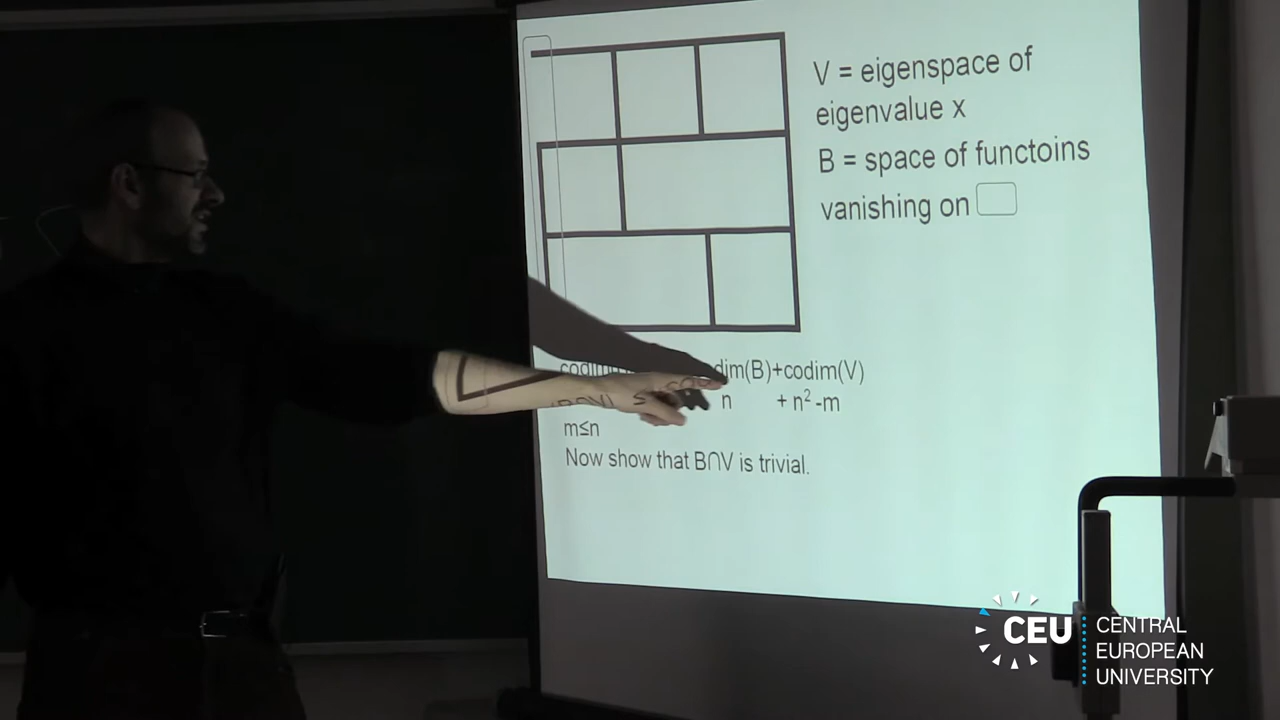 V = eigenspace of
eigenvalue x
B = space of functoins
vanishing on
dim(B)+codim(V)
n + n² -m
m≤n
Now show that B∩V is trivial.
CEU
CENTRAL
EUROPEAN
UNIVERSITY